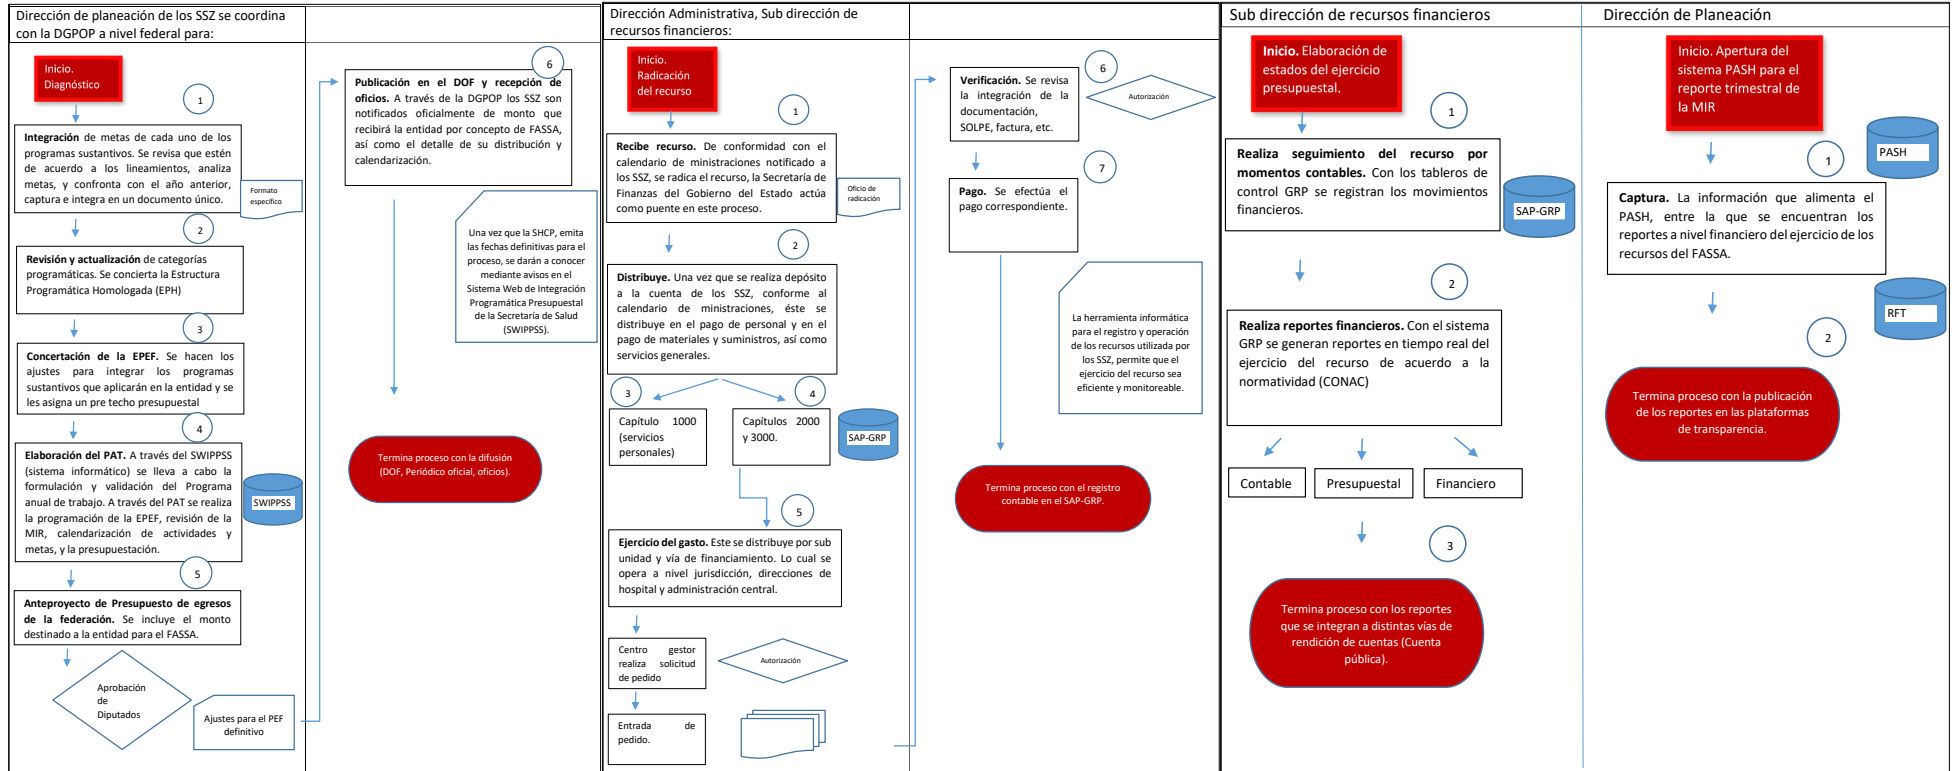 Dirección de planeación de los SSZ se coordina
con la DGPOP a nivel federal para:
Inicio.
Diagnóstico
1
Integración de metas de cada uno de los
programas sustantivos. Se revisa que estén
de acuerdo a los lineamientos, analiza
metas, y confronta con el año anterior,
captura e integra en un documento único.
Formato
especifico
2
Revisión y actualización de categorías
programáticas. Se concierta la Estructura
Programática Homologada (EPH)
3
Concertación de la EPEF. Se hacen los
ajustes para integrar los programas
sustantivos que aplicarán en la entidad y se
les asigna un pre techo presupuestal
4
Elaboración del PAT. A través del SWIPPSS
(sistema informático) se lleva a cabo la
formulación y validación del Programa
anual de trabajo. A través del PAT se realiza
la programación de la EPEF, revisión de la
MIR, calendarización de actividades y
metas, y la presupuestación.
SWIPPSS
5
Anteproyecto de Presupuesto de egresos
de la federación. Se incluye el monto
destinado a la entidad para el FASSA.
Aprobación
de
Diputados
Ajustes para el PEF
definitivo
6
Publicación en el DOF y recepción de
oficios. A través de la DGPOP los SSZ son
notificados oficialmente de monto que
recibirá la entidad por concepto de FASSA,
así como el detalle de su distribución y
calendarización.
Una vez que la SHCP, emita
las fechas definitivas para el
proceso, se darán a conocer
mediante avisos en el
Sistema Web de Integración
Programática Presupuestal
de la Secretaría de Salud
(SWIPPSS).
Termina proceso con la difusión
(DOF, Periódico oficial, oficios).
Dirección Administrativa, Sub dirección de
recursos financieros:
Inicio.
Radicación
del recurso
1
Recibe recurso. De conformidad con el
calendario de ministraciones notificado a
los SSZ, se radica el recurso, la Secretaría de
Finanzas del Gobierno del Estado actúa
como puente en este proceso.
Oficio de
radicación
2
Distribuye. Una vez que se realiza depósito
a la cuenta de los SSZ, conforme al
calendario de ministraciones, éste se
distribuye en el pago de personal y en el
pago de materiales y suministros, así como
servicios generales.
3
Capítulo 1000
(servicios
personales)
4
Capítulos 2000
y 3000.
SAP-GRP
5
Ejercicio del gasto. Este se distribuye por sub
unidad y vía de financiamiento. Lo cual se
opera a nivel jurisdicción, direcciones de
hospital y administración central.
Centro gestor
realiza solicitud
de pedido
Autorización
Entrada de
pedido.
6
Verificación. Se revisa
la integración de la
documentación,
SOLPE, factura, etc.
Autorización
7
Pago. Se efectúa el
pago correspondiente.
La herramienta informática
para el registro y operación
de los recursos utilizada por
los SSZ, permite que el
ejercicio del recurso sea
eficiente y monitoreable.
Termina proceso con el registro
contable en el SAP-GRP.
Sub dirección de recursos financieros
Inicio. Elaboración de
estados del ejercicio
presupuestal.
1
Realiza seguimiento del recurso por
momentos contables. Con los tableros de
control GRP se registran los movimientos
financieros.
SAP-GRP
2
Realiza reportes financieros. Con el sistema
GRP se generan reportes en tiempo real del
ejercicio del recurso de acuerdo a la
normatividad (CONAC)
Contable
Presupuestal
Financiero
3
Termina proceso con los reportes
que se integran a distintas vías de
rendición de cuentas (Cuenta
pública).
Dirección de Planeación
Inicio. Apertura del
sistema PASH para el
reporte trimestral de
la MIR
PASH
1
Captura. La información que alimenta el
PASH, entre la que se encuentran los
reportes a nivel financiero del ejercicio de los
recursos del FASSA.
RFT
2
Termina proceso con la publicación
de los reportes en las plataformas
de transparencia.